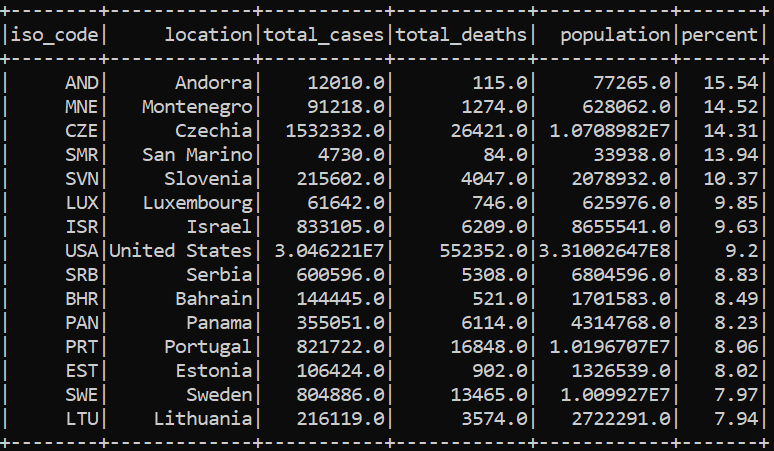 +--------+-------------+-----------+------------+-------------+-------+
|iso_code|     location|total_cases|total_deaths|   population|percent|
+--------+-------------+-----------+------------+-------------+-------+
|     AND|      Andorra|    12010.0|       115.0|      77265.0|  15.54|
|     MNE|   Montenegro|    91218.0|      1274.0|     628062.0|  14.52|
|     CZE|      Czechia|  1532332.0|     26421.0|  1.0708982E7|  14.31|
|     SMR|   San Marino|     4730.0|        84.0|      33938.0|  13.94|
|     SVN|     Slovenia|   215602.0|      4047.0|    2078932.0|  10.37|
|     LUX|   Luxembourg|    61642.0|       746.0|     625976.0|   9.85|
|     ISR|       Israel|   833105.0|      6209.0|    8655541.0|   9.63|
|     USA|United States| 3.046221E7|    552352.0|3.31002647E8|    9.2|
|     SRB|       Serbia|   600596.0|      5308.0|    6804596.0|   8.83|
|     BHR|      Bahrain|   144445.0|       521.0|    1701583.0|   8.49|
|     PAN|       Panama|   355051.0|      6114.0|    4314768.0|   8.23|
|     PRT|     Portugal|   821722.0|     16848.0|  1.0196707E7|   8.06|
|     EST|      Estonia|   106424.0|       902.0|    1326539.0|   8.02|
|     SWE|       Sweden|   804886.0|     13465.0|   1.009927E7|   7.97|
|     LTU|    Lithuania|   216119.0|      3574.0|    2722291.0|   7.94|
+--------+-------------+-----------+------------+-------------+-------+